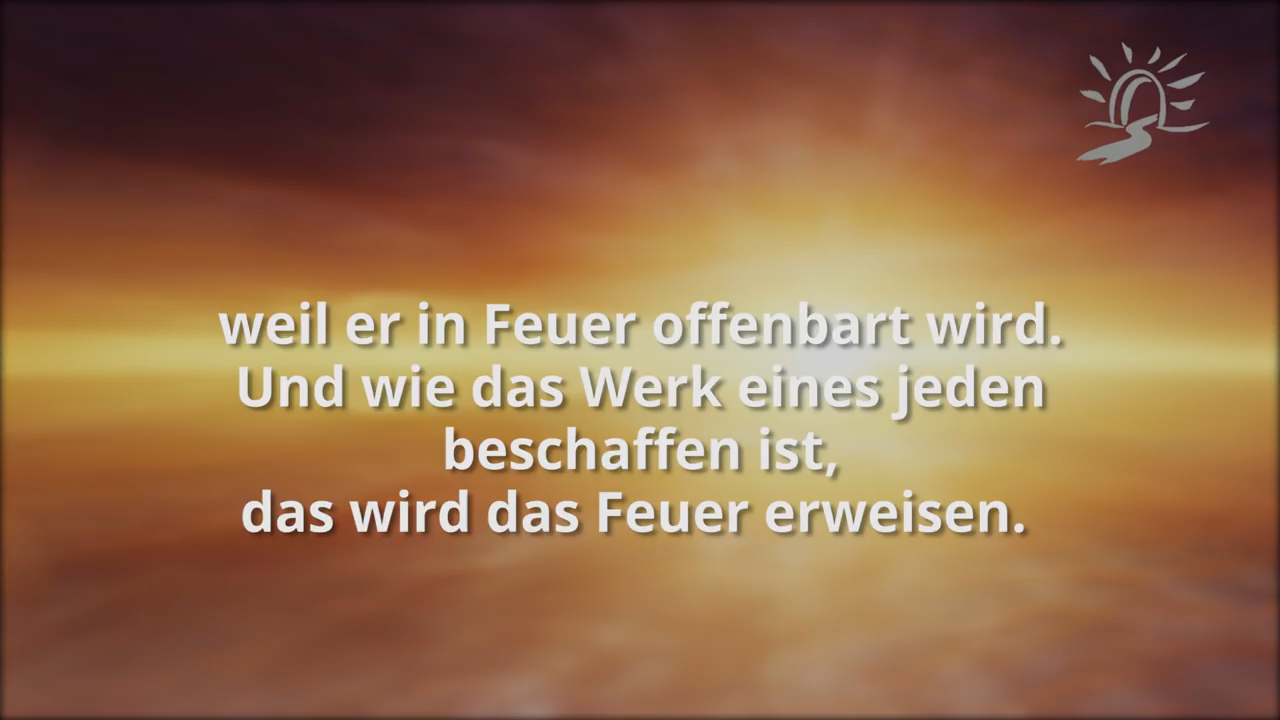 weil er in Feuer offenbart wird.
Und wie das Werk eines jeden
beschaffen ist,
das wird das Feuer erweisen.